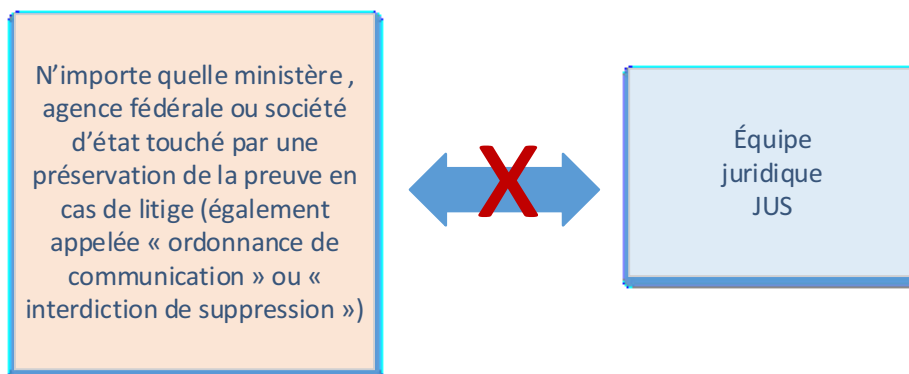 N’importe quelle ministère ,
agence fédérale ou société
d’état touché par une
préservation de la preuve en
cas de litige (également
appelée « ordonnance de
communication » ou «
interdiction de suppression »)
X
Équipe
juridique
JUS